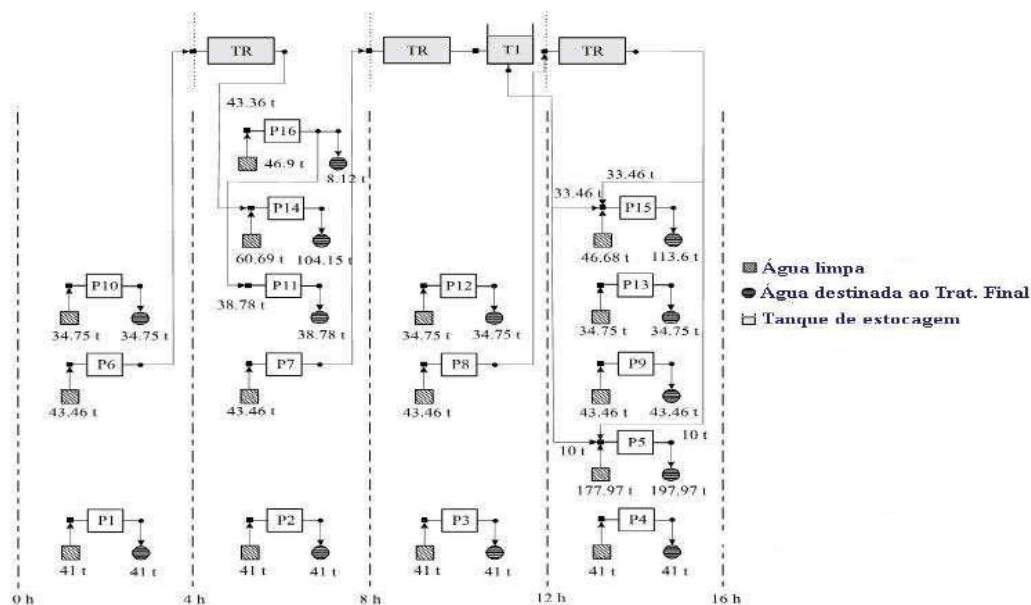 TR
TR
T1
TR
43.36 t
P16
46.9 t
8.12 t
33.46 t
33.46 t
P14
P15
60.69 t
104.15 t
46.68 t
113.6 t
Água limpa
P10
P11
P12
P13
Água destinada ao Trat. Final
38.78 t
34.75 t
34.75 t
38.78 t
34.75 t
34.75 t
34.75 t
34.75 t
Tanque de estocagem
P6
P7
P8
P9
43.46 t
43.46 t
43.46 t
43.46 t
43.46 t
10 t
P5
10 t
177.97 t
197.97 t
P1
P2
P3
P4
41 t
41 t
41 t
41 t
41 t
41 t
41 t
41 t
0 h
4 h
8 h
12 h
16 h